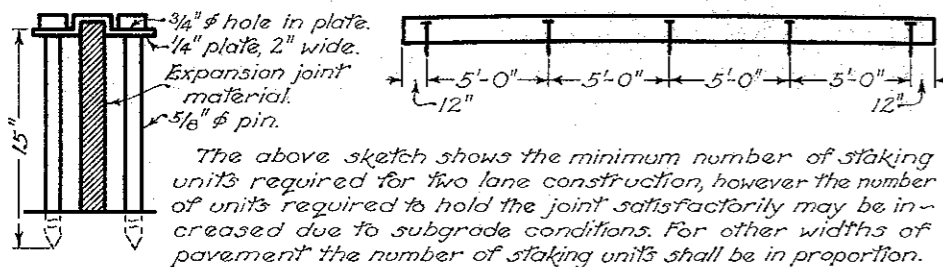 3/4" ϕ hole in plate.
1/4" plate, 2" wide.
Expansion joint
material.
5/8" ϕ pin.
15"
5'-0" 5'-0" 5'-0" 5'-0"
12" 12"
The above sketch shows the minimum number of staking
units required for two lane construction, however the number
of units required to hold the joint satisfactorily may be in-
creased due to subgrade conditions. For other widths of
pavement the number of staking units shall be in proportion.